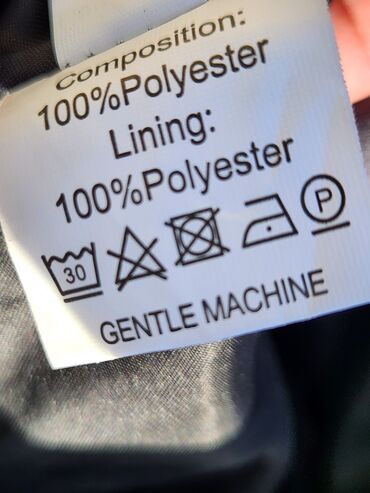 Composition:
100%Polyester
Lining:
100%Polyester
30 P
GENTLE MACHINE